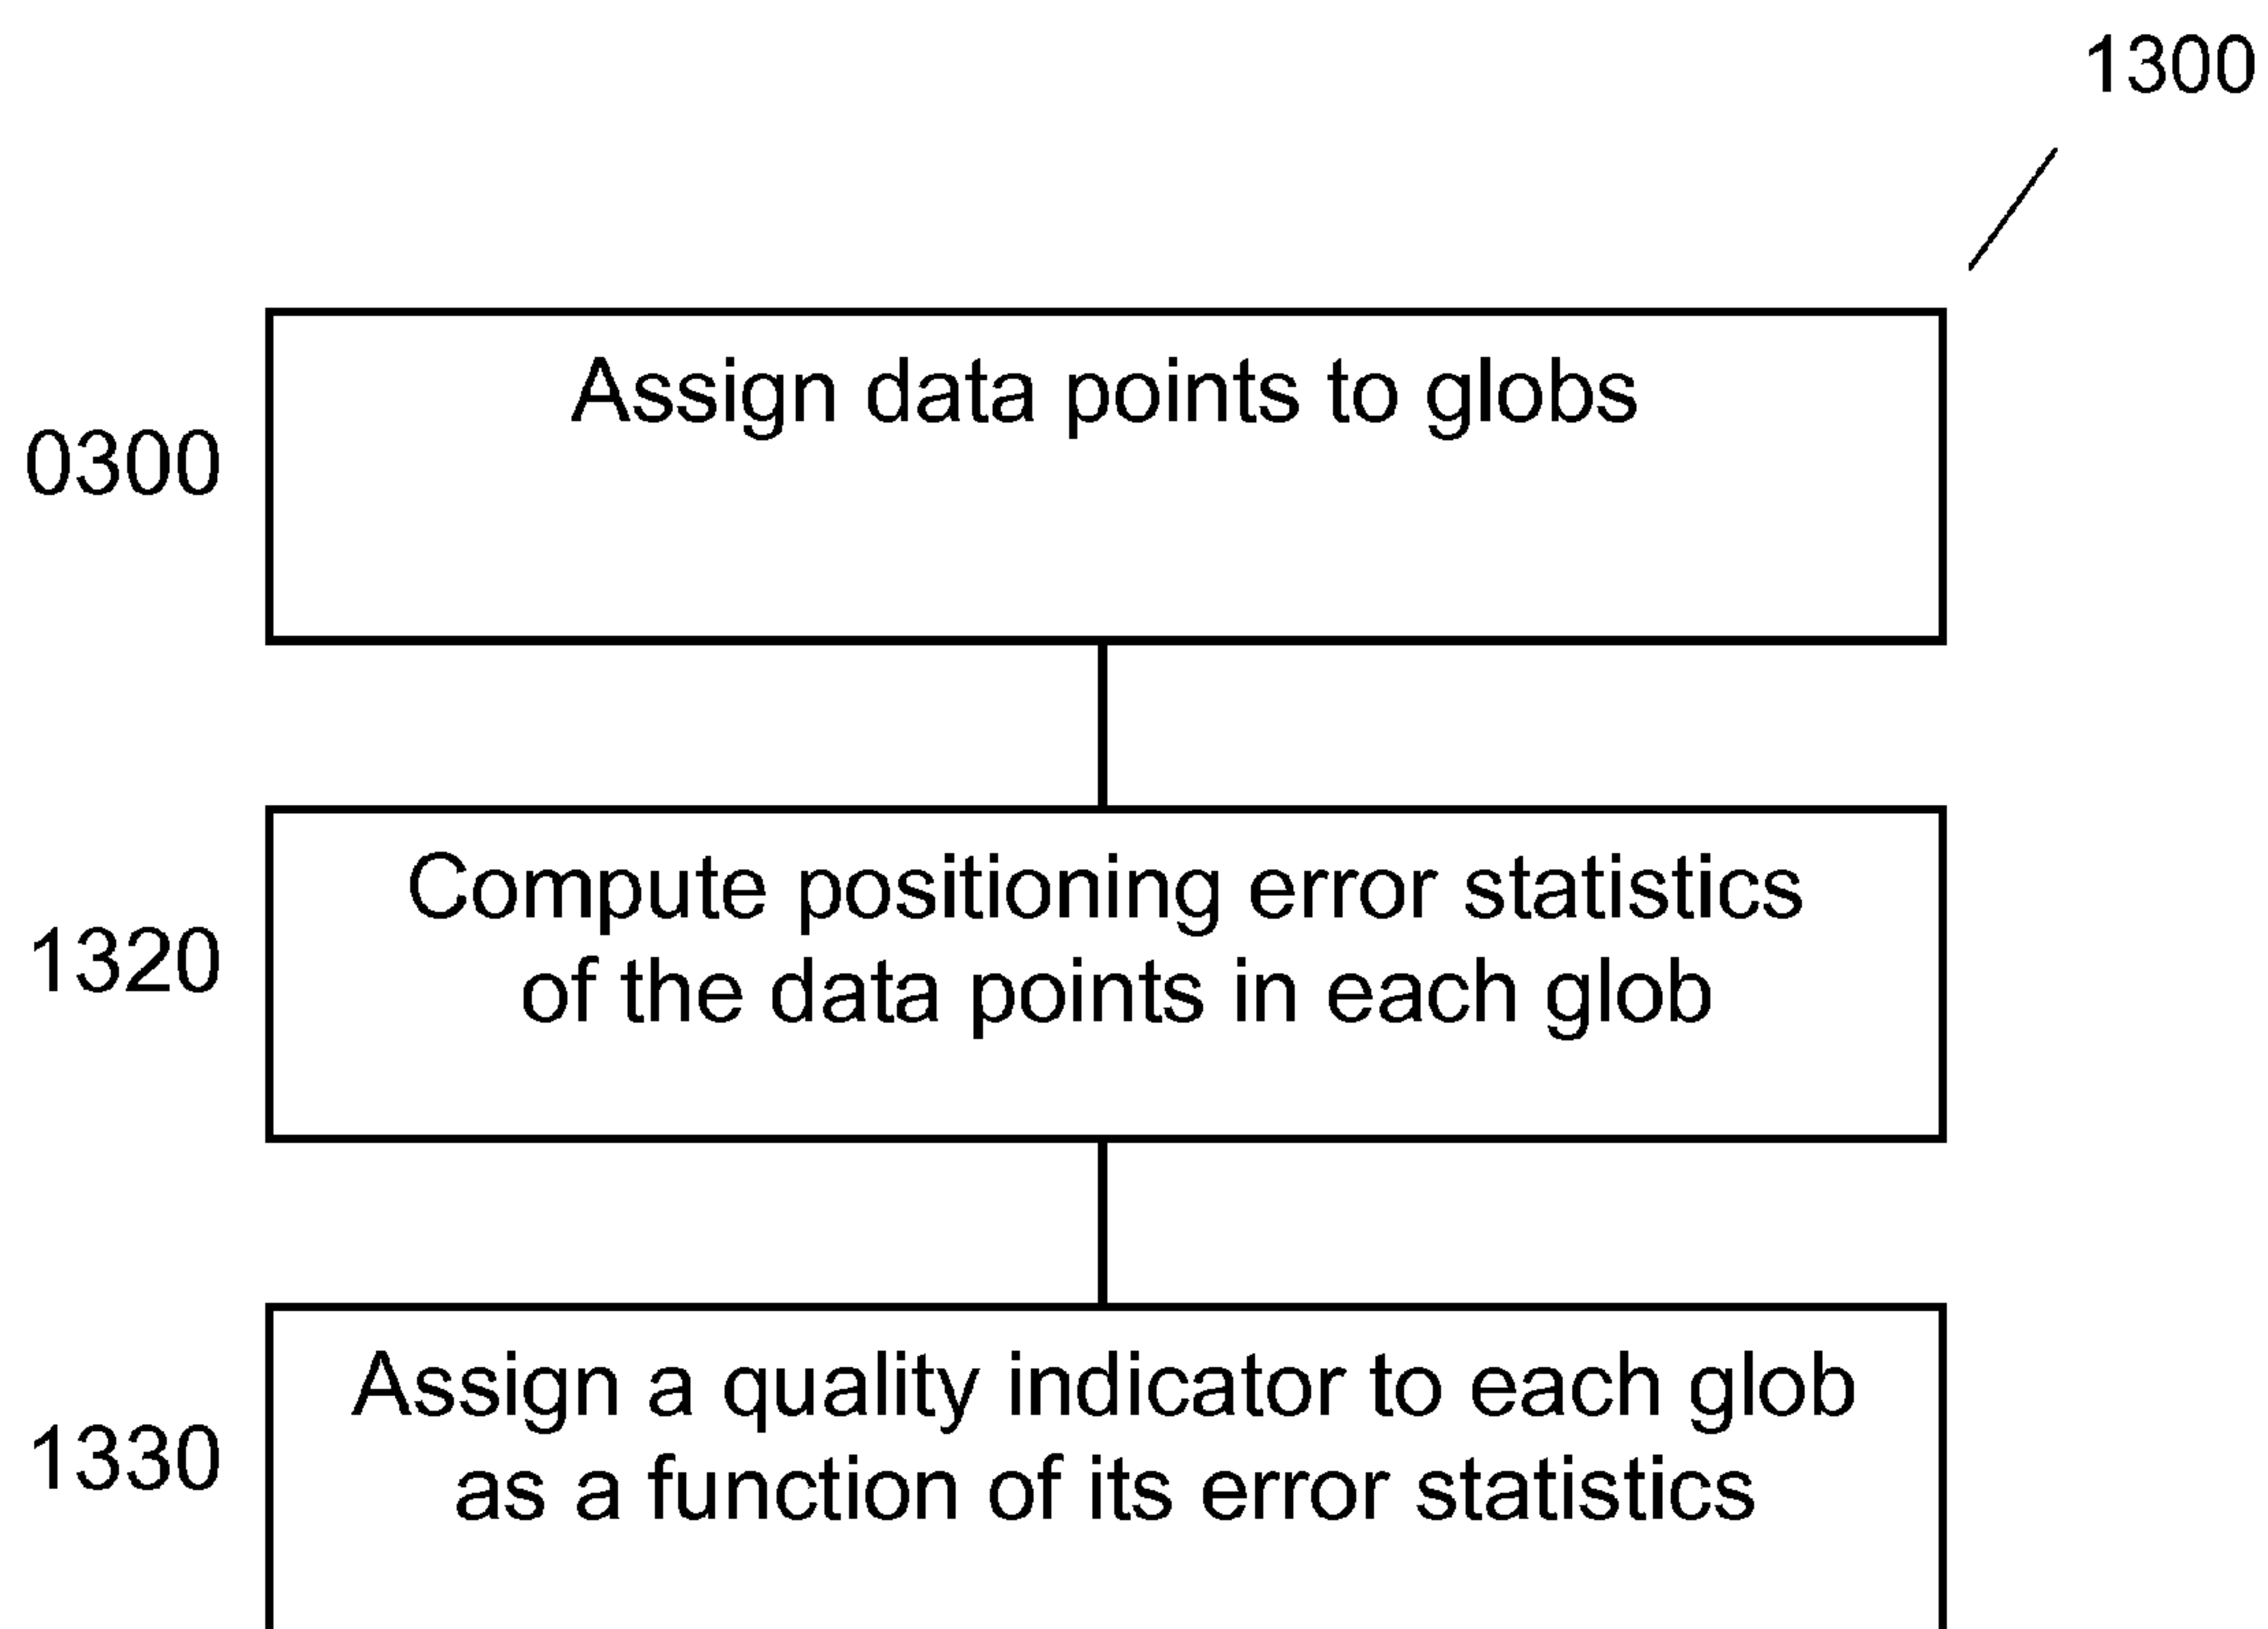 1300
Assign data points to globs
0300
Compute positioning error statistics
of the data points in each glob
1320
Assign a quality indicator to each glob
as a function of its error statistics
1330